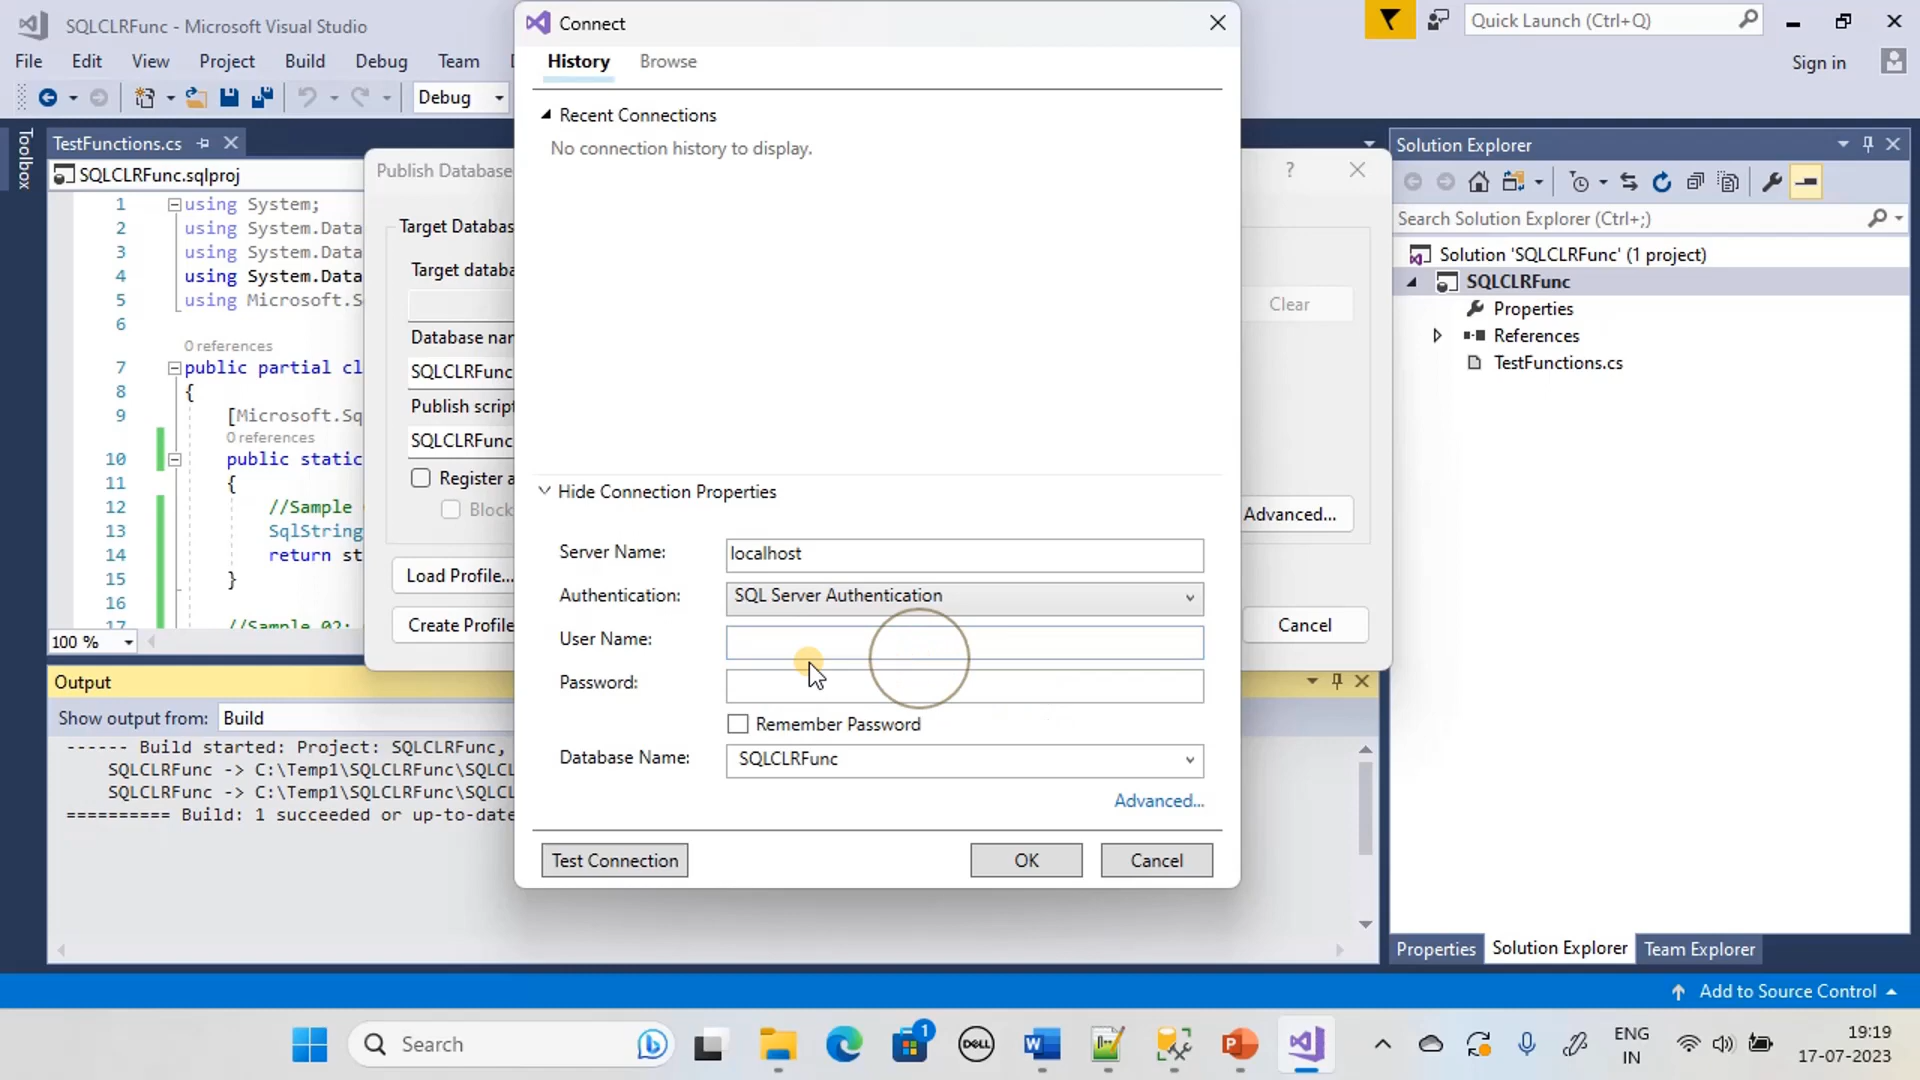 SQLCLRFunc - Microsoft Visual Studio
Quick Launch (Ctrl+Q)
File Edit View Project Build Debug Team
Sign in
Debug
Toolbox
TestFunctions.cs
SQLCLRFunc.sqlproj
1 using System;
2 using System.Data
3 using System.Data
4 using System.Data
5 using Microsoft.S
6
0 references
7 public partial cl
8 {
9 [Microsoft.Sq
0 references
10 public static
11 {
12 //Sample
13 SqlString
14 return st
15 }
16
17 //Sample 02:
100 %
Publish Database
?
Target Databas
Target databa
Clear
Database nam
SQLCLRFunc
Publish script
SQLCLRFunc
Register a
Block
Advanced...
Load Profile...
Create Profile
Cancel
Connect
History Browse
Recent Connections
No connection history to display.
Hide Connection Properties
Server Name: localhost
Authentication: SQL Server Authentication
User Name:
Password:
Remember Password
Database Name: SQLCLRFunc
Advanced...
Test Connection OK Cancel
Solution Explorer
Search Solution Explorer (Ctrl+;)
Solution 'SQLCLRFunc' (1 project)
SQLCLRFunc
Properties
References
TestFunctions.cs
Output
Show output from: Build
------ Build started: Project: SQLCLRFunc,
SQLCLRFunc -> C:\Temp1\SQLCLRFunc\SQLC
SQLCLRFunc -> C:\Temp1\SQLCLRFunc\SQLC
========== Build: 1 succeeded or up-to-date
Properties Solution Explorer Team Explorer
Add to Source Control
Search
1
DELL
ENG
IN
19:19
17-07-2023